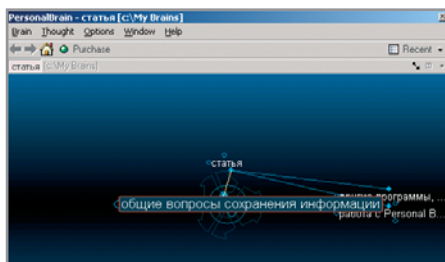 PersonalBrain - статья [c:\My Brains]
Brain Thought Options Window Help
Purchase Recent
статья [c:\My Brains]
статья
общие вопросы сохранения информации
программы, ...
работа с Personal B...